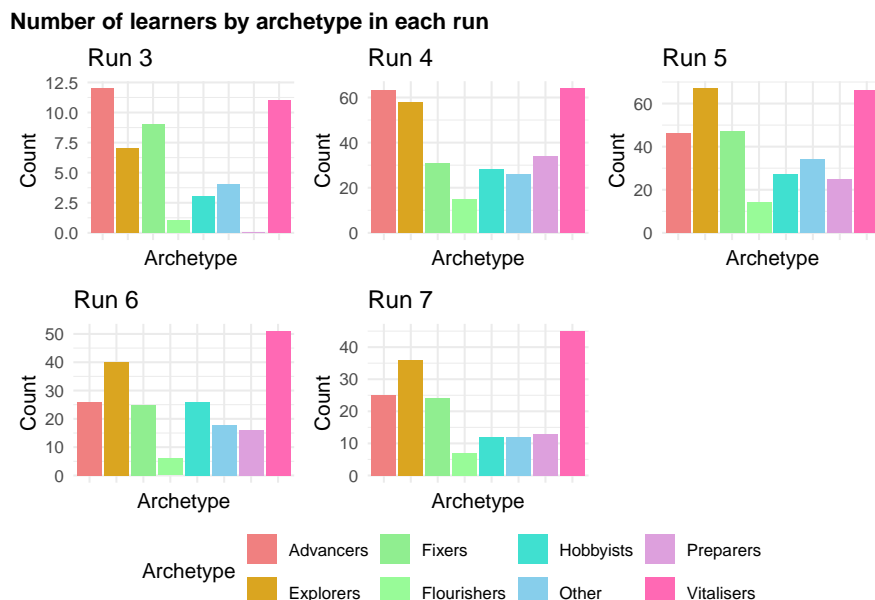 Number of learners by archetype in each run
Run 3
Run 4
Run 5
12.5
10.0
7.5
5.0
2.5
0.0
Count
Archetype
60
40
20
0
Count
Archetype
60
40
20
0
Count
Archetype
Run 6
Run 7
50
40
30
20
10
0
Count
Archetype
40
30
20
10
0
Count
Archetype
Archetype
Advancers
Fixers
Hobbyists
Preparers
Explorers
Flourishers
Other
Vitalisers